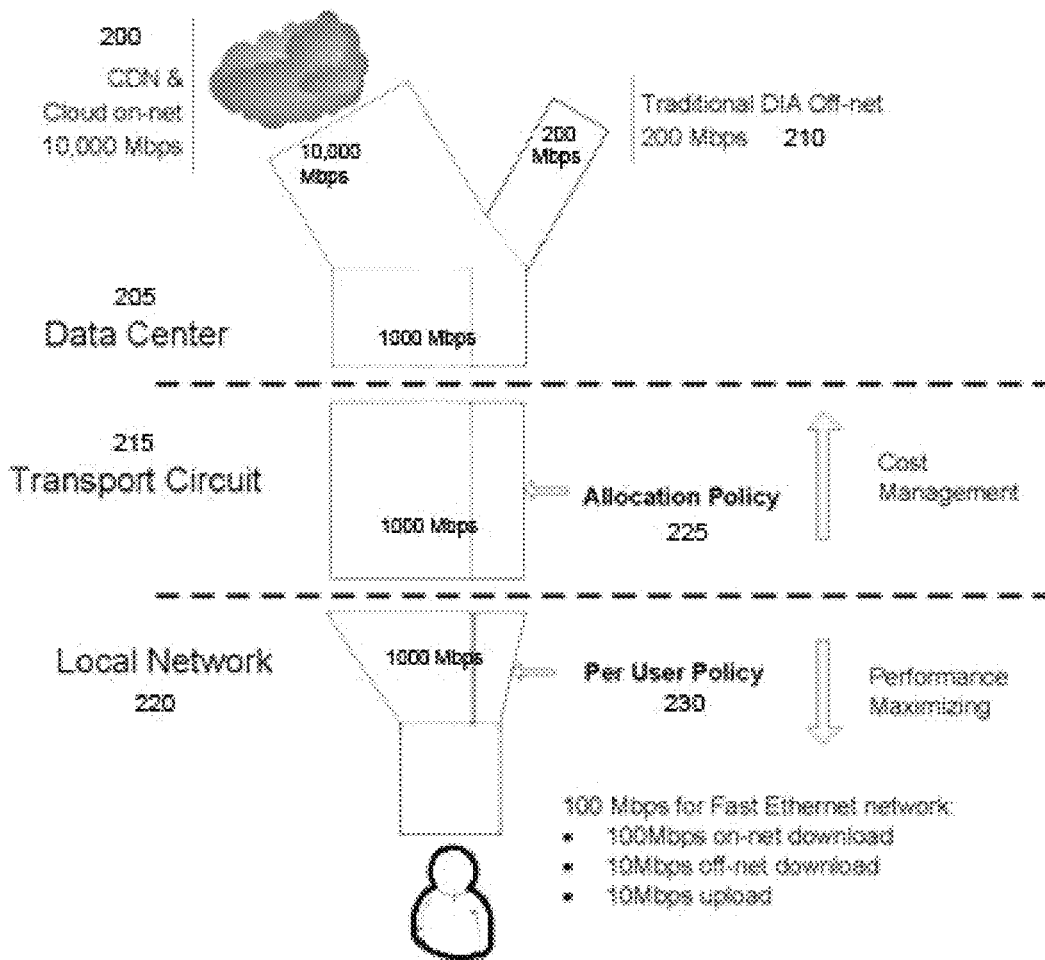 200
CDN &
Cloud on-net
10,000 Mbps
10,000
Mbps
200
Mbps
Traditional DIA Off-net
200 Mbps 210
205
Data Center
1000 Mbps
215
Transport Circuit
1000 Mbps
Allocation Policy
225
Cost
Management
Local Network
220
1000 Mbps
Per User Policy
230
Performance
Maximizing
100 Mbps for Fast Ethernet network:
• 100Mbps on-net download
• 10Mbps off-net download
• 10Mbps upload